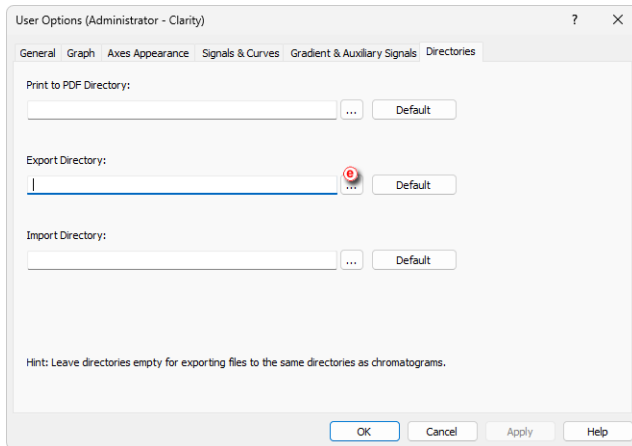 User Options (Administrator - Clarity) ?
General Graph Axes Appearance Signals & Curves Gradient & Auxiliary Signals Directories
Print to PDF Directory:
... Default
Export Directory:
e
... Default
Import Directory:
... Default
Hint: Leave directories empty for exporting files to the same directories as chromatograms.
OK Cancel Apply Help